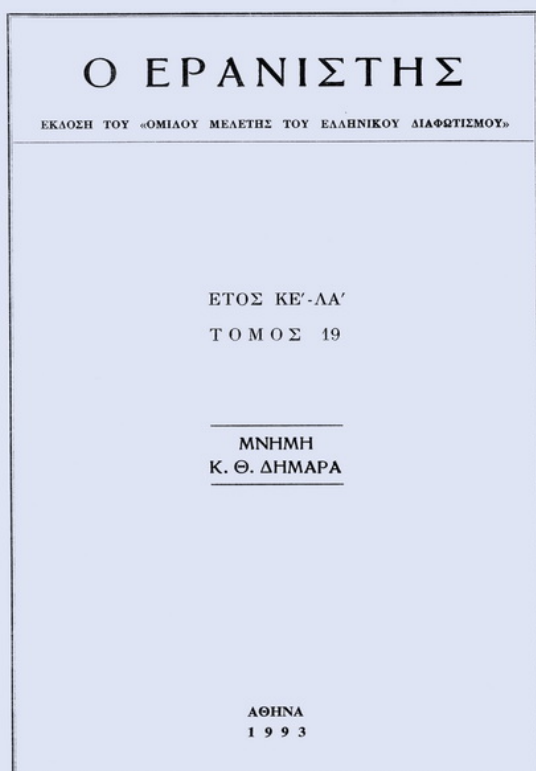 Ο ΕΡΑΝΙΣΤΗΣ
ΕΚΔΟΣΗ ΤΟΥ «ΟΜΙΛΟΥ ΜΕΛΕΤΗΣ ΤΟΥ ΕΛΛΗΝΙΚΟΥ ΔΙΑΦΩΤΙΣΜΟΥ»
ΕΤΟΣ ΚΕ′-ΛΑ′
ΤΟΜΟΣ 19
ΜΝΗΜΗ
Κ. Θ. ΔΗΜΑΡΑ
ΑΘΗΝΑ
1993